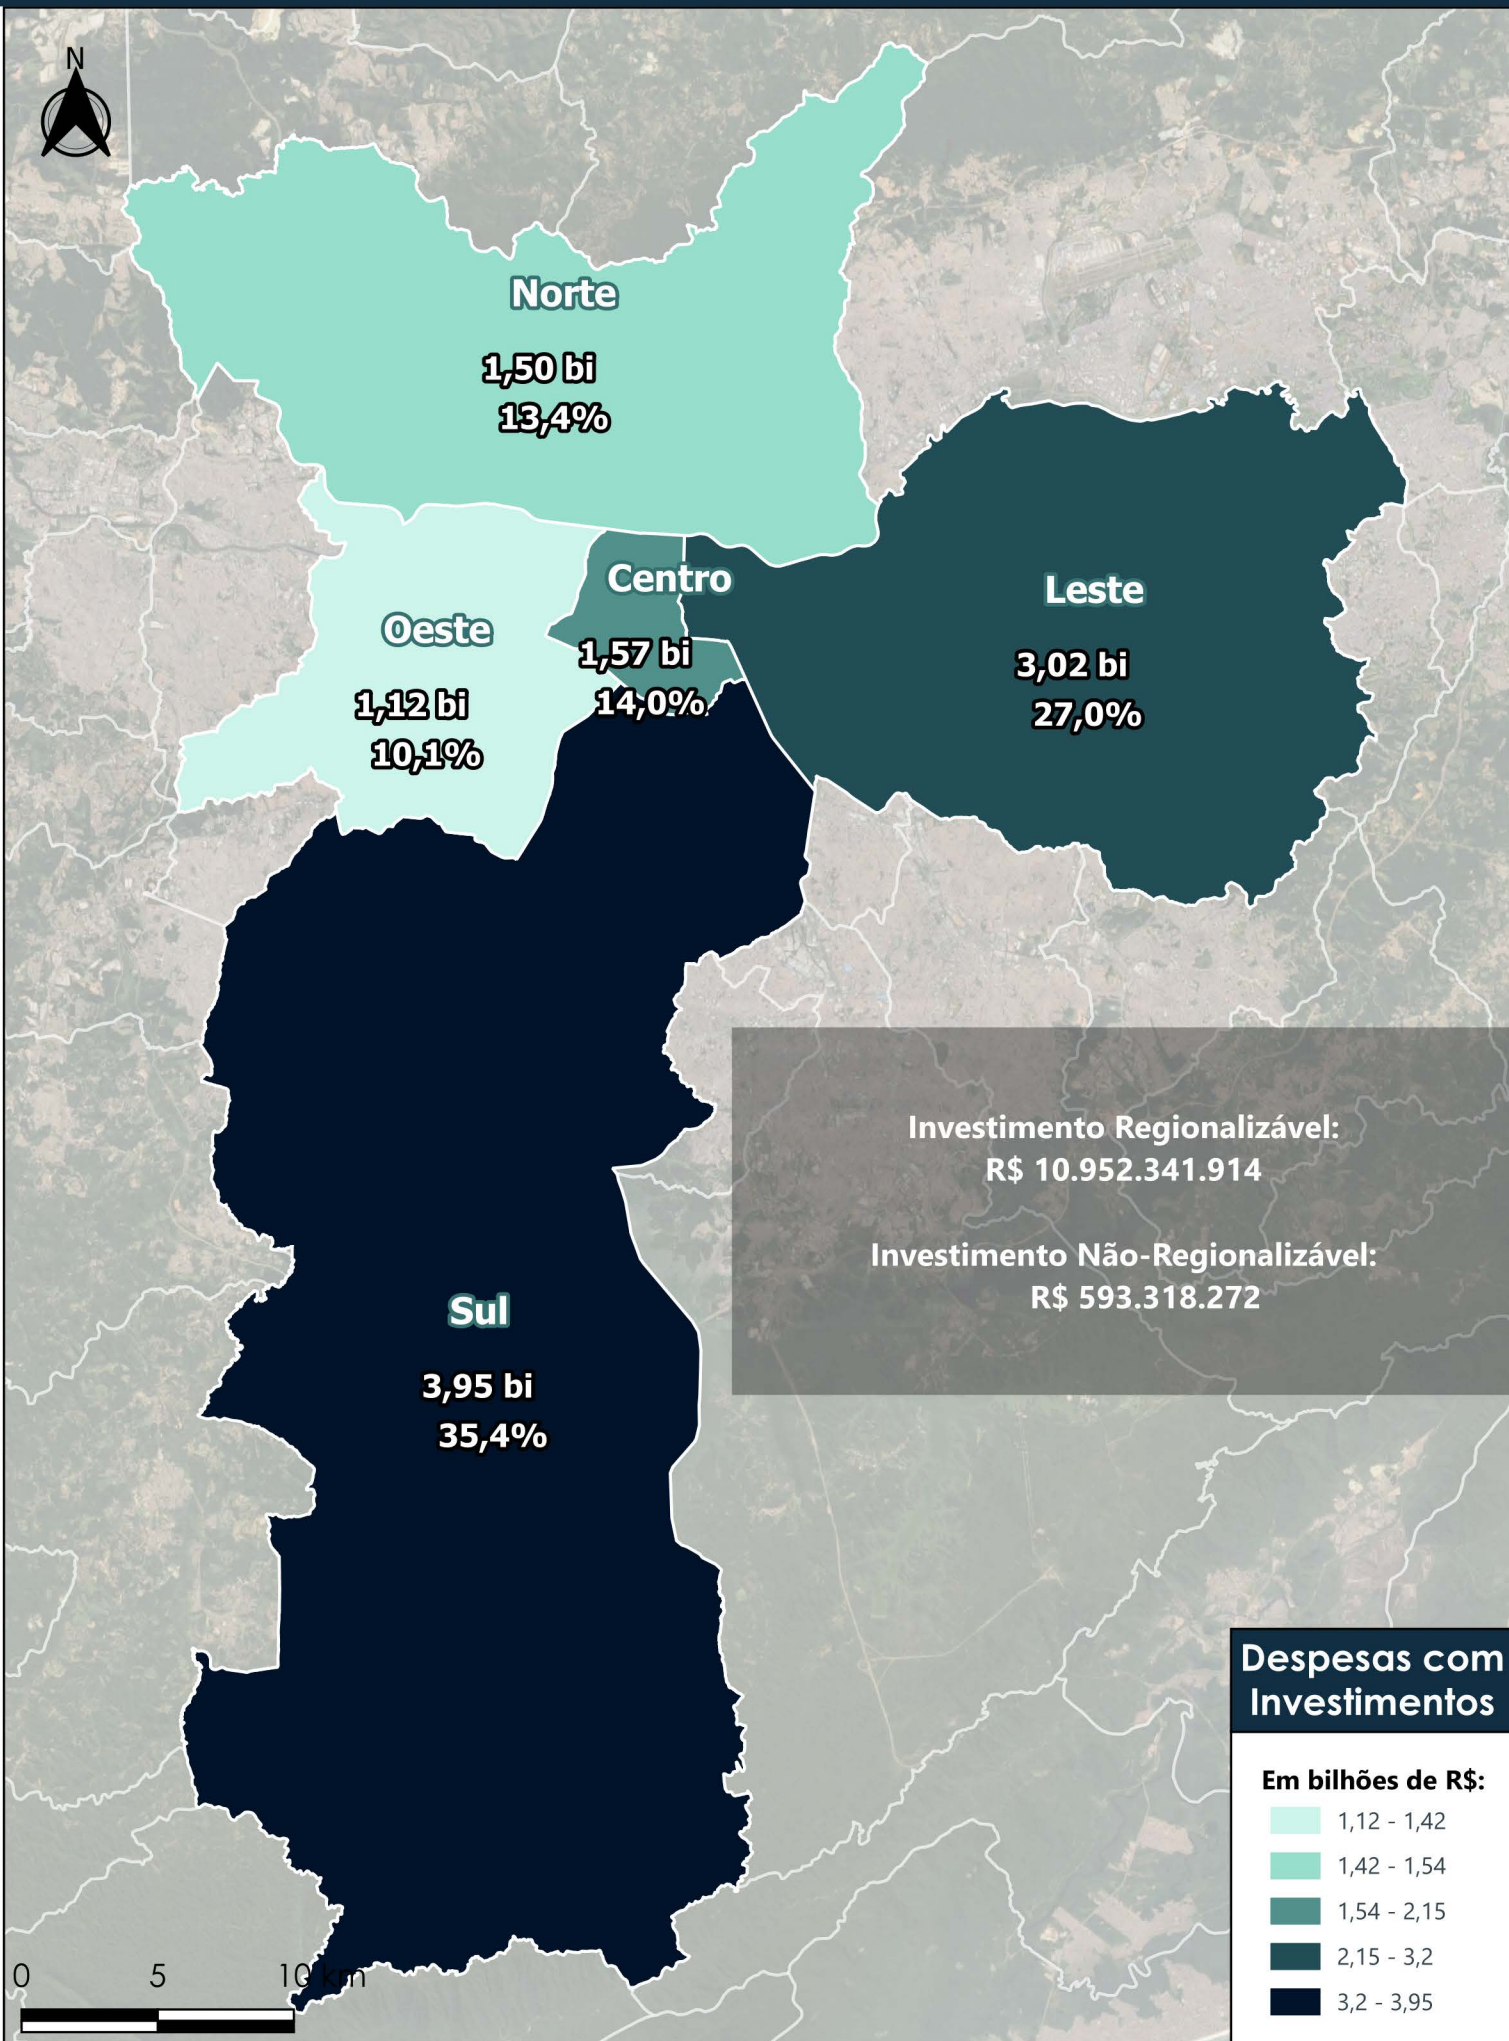 N
Norte
1,50 bi
13,4%
Centro
1,57 bi
14,0%
Leste
3,02 bi
27,0%
Oeste
1,12 bi
10,1%
Investimento Regionalizável:
R$ 10.952.341.914
Investimento Não-Regionalizável:
R$ 593.318.272
Sul
3,95 bi
35,4%
Despesas com
Investimentos
Em bilhões de R$:
1,12 - 1,42
1,42 - 1,54
1,54 - 2,15
2,15 - 3,2
3,2 - 3,95
0 5 10 km